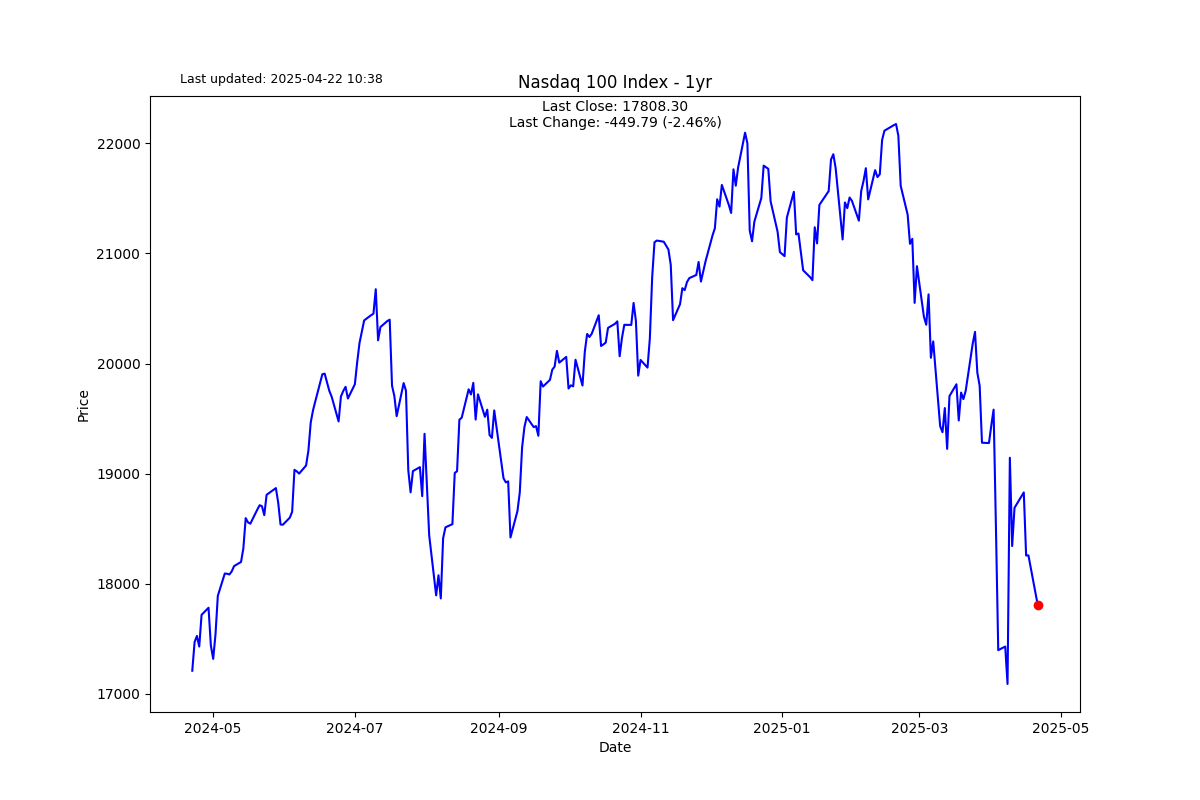 Last updated: 2025-04-22 10:38
Nasdaq 100 Index - 1yr
Last Close: 17808.30
Last Change: -449.79 (-2.46%)
22000
21000
20000
19000
18000
17000
Price
2024-05
2024-07
2024-09
2024-11
2025-01
2025-03
2025-05
Date